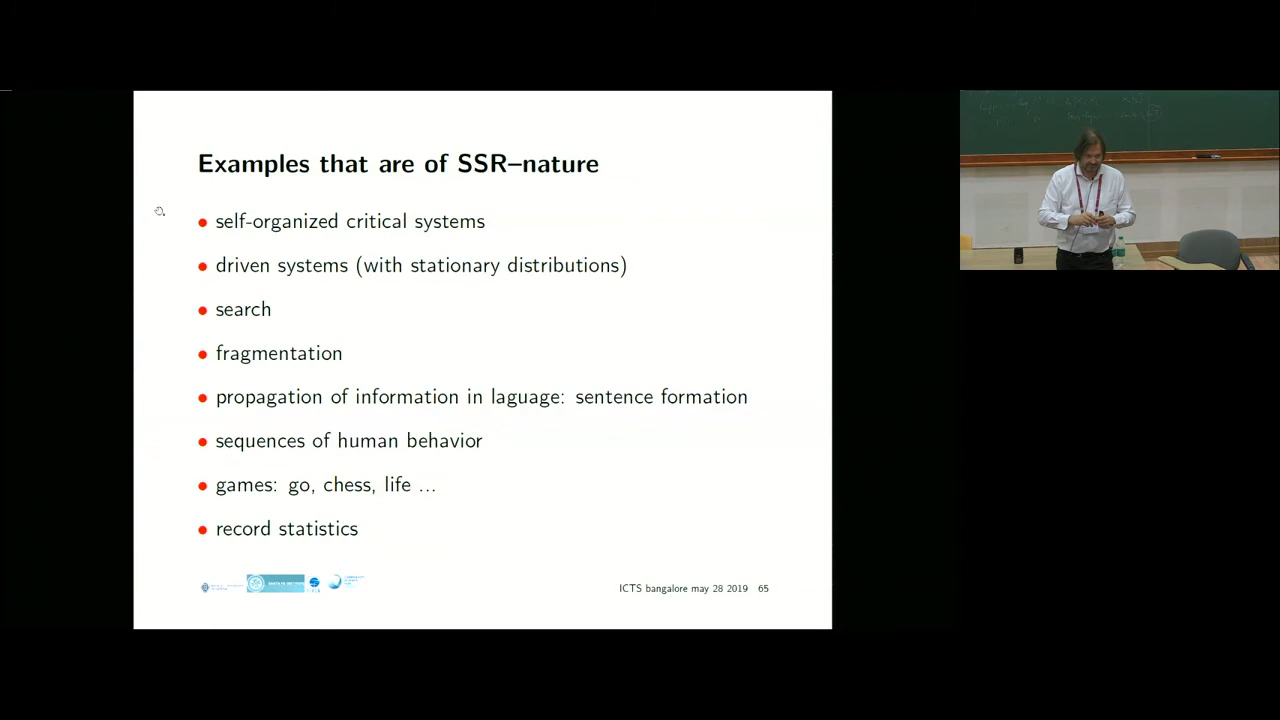 Examples that are of SSR–nature
• self-organized critical systems
• driven systems (with stationary distributions)
• search
• fragmentation
• propagation of information in laguage: sentence formation
• sequences of human behavior
• games: go, chess, life ...
• record statistics
ICTS bangalore may 28 2019 65